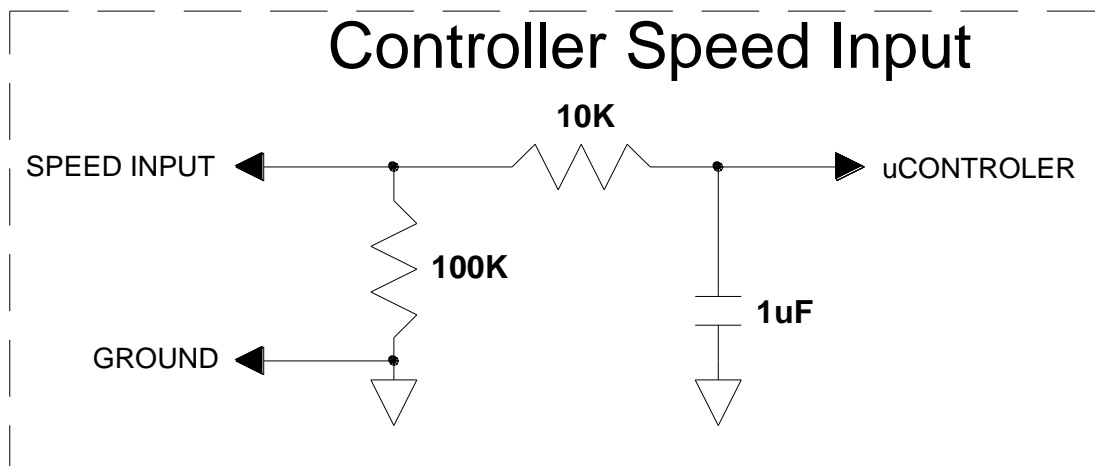 Controller Speed Input
10K
SPEED INPUT
uCONTROLER
100K
1uF
GROUND